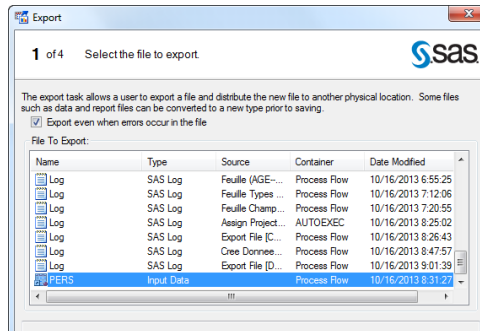 Export
1 of 4 Select the file to export.
sas
The export task allows a user to export a file and distribute the new file to another physical location. Some files
such as data and report files can be converted to a new type prior to saving.
Export even when errors occur in the file
File To Export:
Name Type Source Container Date Modified
Log SAS Log Feuille (AGE--... Process Flow 10/16/2013 6:55:25
Log SAS Log Feuille Types ... Process Flow 10/16/2013 7:12:06
Log SAS Log Feuille Champ... Process Flow 10/16/2013 7:20:55
Log SAS Log Assign Project... AUTOEXEC 10/16/2013 8:25:02
Log SAS Log Export File [C... Process Flow 10/16/2013 8:26:43
Log SAS Log Cree Donnee... Process Flow 10/16/2013 8:47:57
Log SAS Log Export File [D... Process Flow 10/16/2013 9:01:39
PERS Input Data Process Flow 10/16/2013 8:31:27